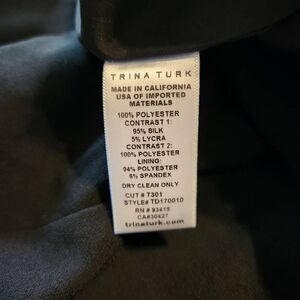 TRINA TURK
MADE IN CALIFORNIA
USA OF IMPORTED
MATERIALS
100% POLYESTER
CONTRAST 1:
95% SILK
5% LYCRA
CONTRAST 2:
100% POLYESTER
LINING:
94% POLYESTER
6% SPANDEX
DRY CLEAN ONLY
CUT # 7301
STYLE# TD170010
RN # 93415
CA#30427
trinaturk.com